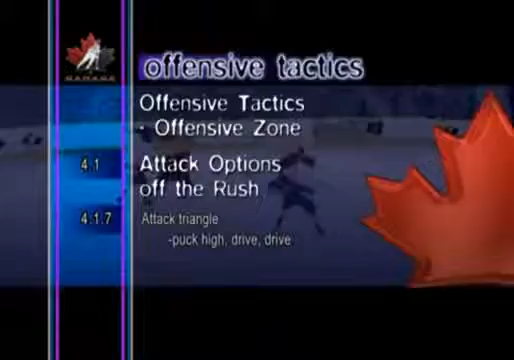 CANADA
offensive tactics
Offensive Tactics
- Offensive Zone
4.1 Attack Options
off the Rush
4.1.7 Attack triangle
-puck high, drive, drive